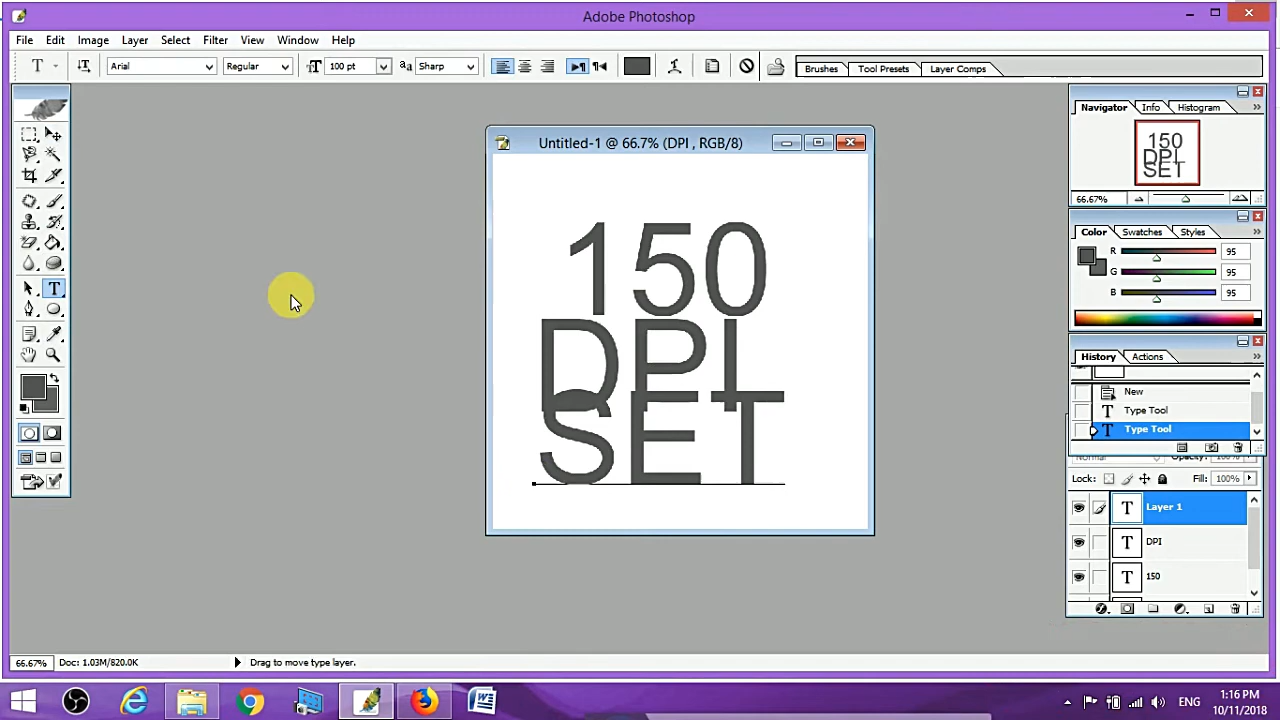 Adobe Photoshop
File Edit Image Layer Select Filter View Window Help
T Arial Regular 100 pt Sharp Brushes Tool Presets Layer Comps
Navigator Info Histogram
Untitled-1 @ 66.7% (DPI , RGB/8)
150
DPI
SET
150
DPI
SET
66.67%
Color Swatches Styles
R 95
G 95
B 95
History Actions
New
T Type Tool
T Type Tool
Normal Opacity: 100%
Lock: Fill: 100%
T Layer 1
T DPI
T 150
66.67% Doc: 1.03M/820.0K Drag to move type layer.
ENG
1:16 PM
10/11/2018